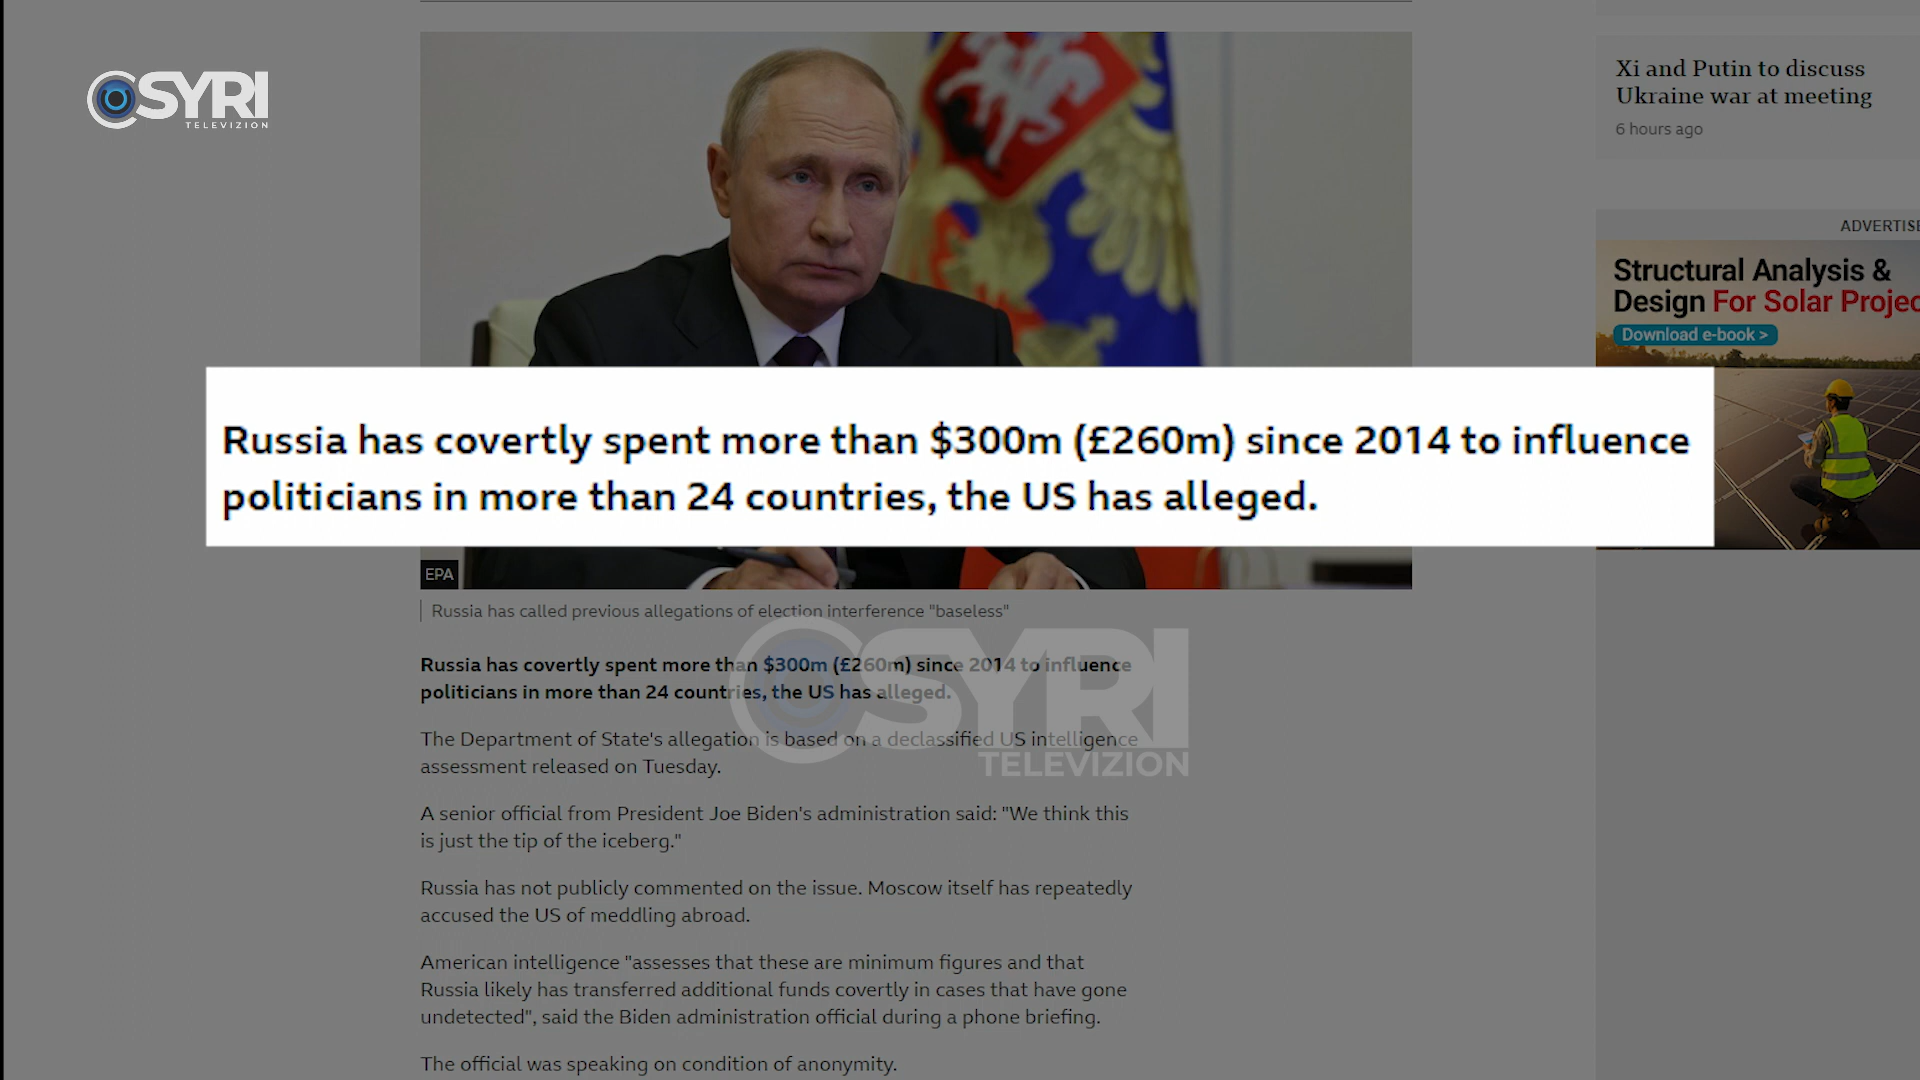 SYRI
TELEVIZION
Xi and Putin to discuss
Ukraine war at meeting
6 hours ago
ADVERTISE
Structural Analysis &
Design For Solar Projec
Download e-book >
Russia has covertly spent more than $300m (£260m) since 2014 to influence
politicians in more than 24 countries, the US has alleged.
EPA
Russia has called previous allegations of election interference "baseless"
Russia has covertly spent more than $300m (£260m) since 2014 to influence
politicians in more than 24 countries, the US has alleged.
SYRI
TELEVIZION
The Department of State's allegation is based on a declassified US intelligence
assessment released on Tuesday.
A senior official from President Joe Biden's administration said: "We think this
is just the tip of the iceberg."
Russia has not publicly commented on the issue. Moscow itself has repeatedly
accused the US of meddling abroad.
American intelligence "assesses that these are minimum figures and that
Russia likely has transferred additional funds covertly in cases that have gone
undetected", said the Biden administration official during a phone briefing.
The official was speaking on condition of anonymity.